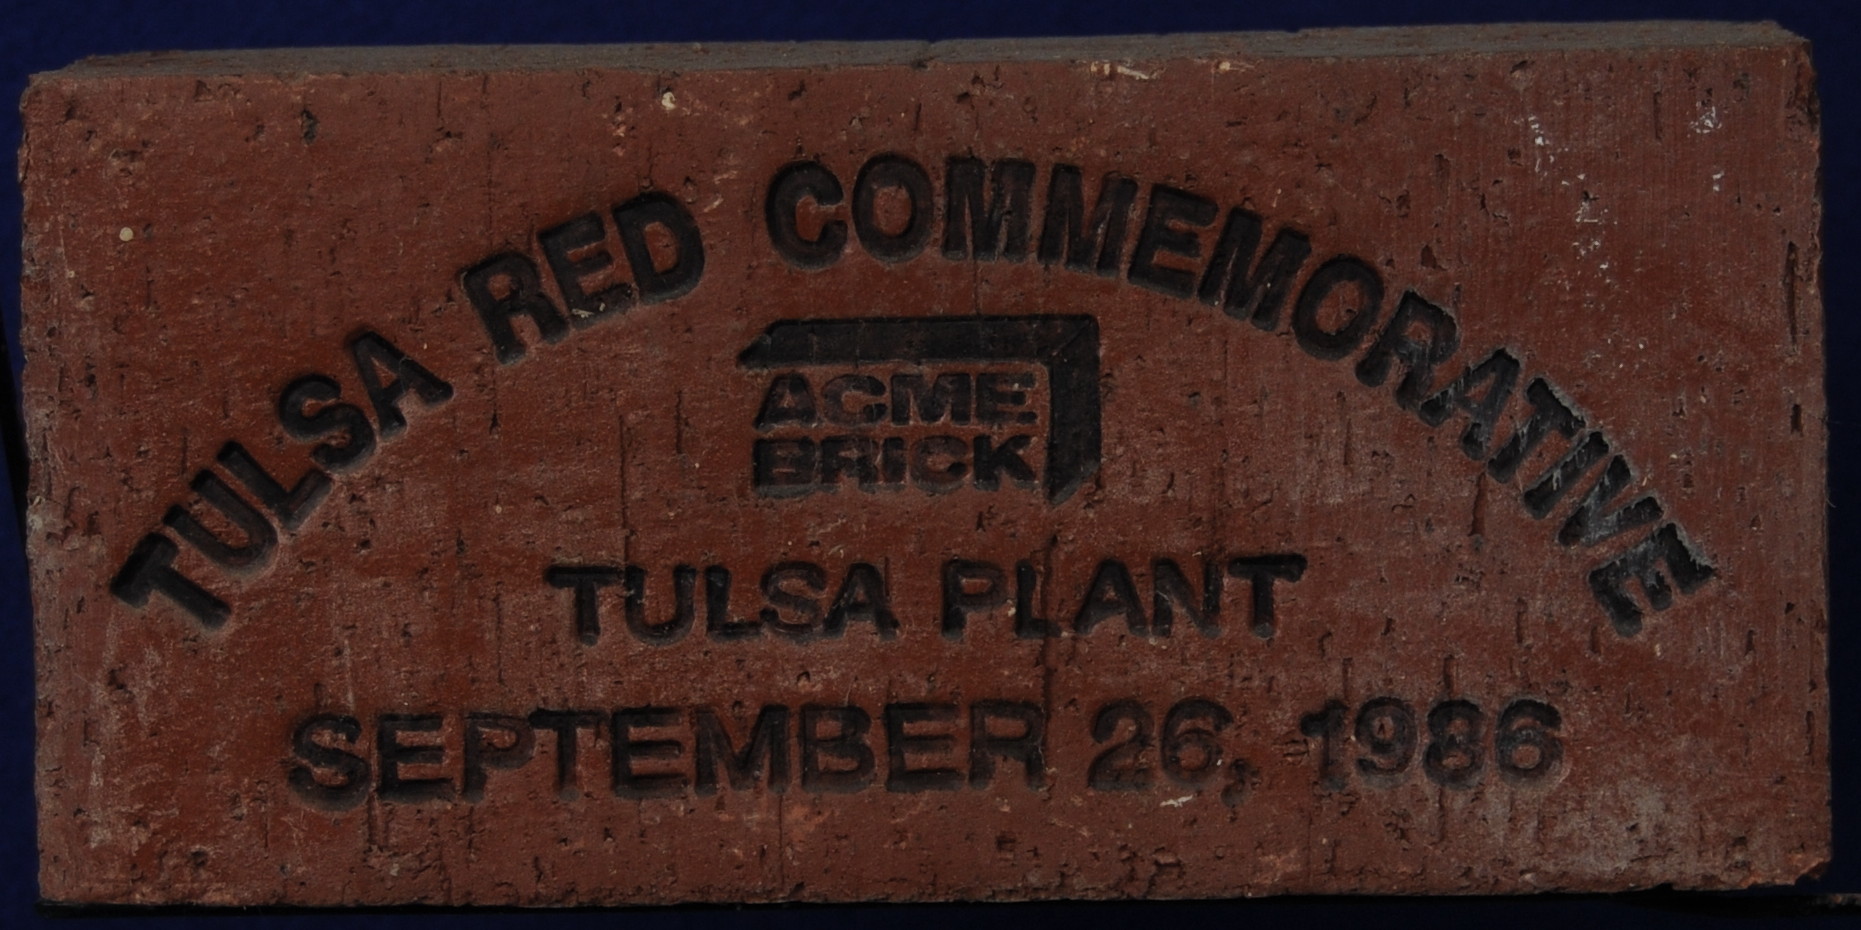 TULSA RED COMMEMORATIVE
ACME
BRICK
TULSA PLANT
SEPTEMBER 26, 1986